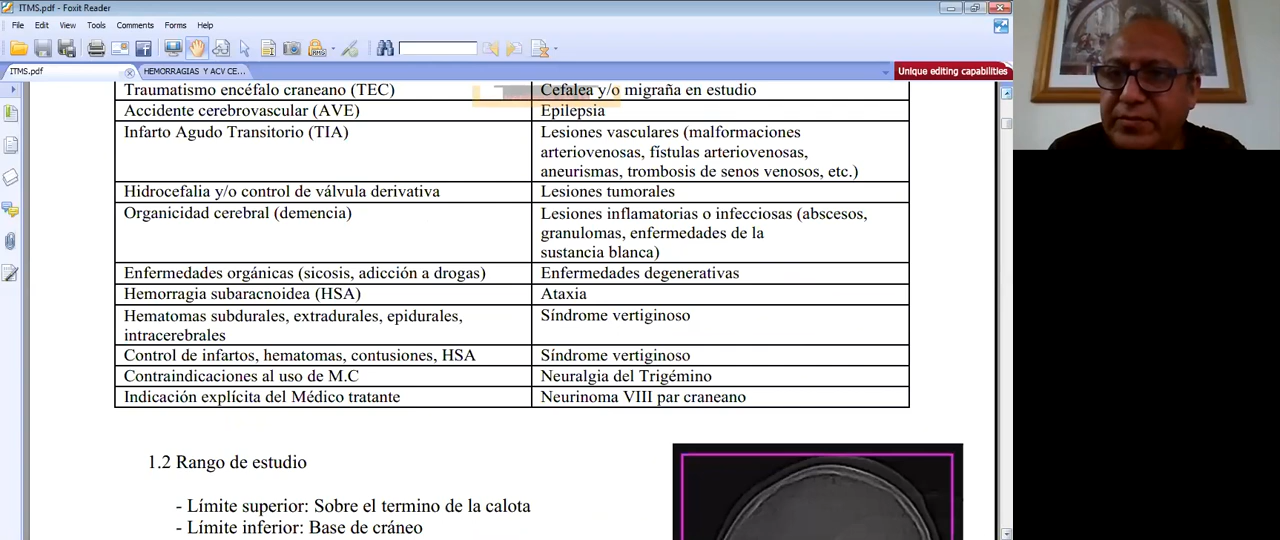 ITMS.pdf - Foxit Reader
File Edit View Tools Comments Forms Help
ITMS.pdf
HEMORRAGIAS Y ACV CE...
Unique editing capabilities
Traumatismo encéfalo craneano (TEC) Cefalea y/o migraña en estudio
Accidente cerebrovascular (AVE) Epilepsia
Infarto Agudo Transitorio (TIA) Lesiones vasculares (malformaciones
arteriovenosas, fístulas arteriovenosas,
aneurismas, trombosis de senos venosos, etc.)
Hidrocefalia y/o control de válvula derivativa Lesiones tumorales
Organicidad cerebral (demencia) Lesiones inflamatorias o infecciosas (abscesos,
granulomas, enfermedades de la
sustancia blanca)
Enfermedades orgánicas (sicosis, adicción a drogas) Enfermedades degenerativas
Hemorragia subaracnoidea (HSA) Ataxia
Hematomas subdurales, extradurales, epidurales, Síndrome vertiginoso
intracerebrales
Control de infartos, hematomas, contusiones, HSA Síndrome vertiginoso
Contraindicaciones al uso de M.C Neuralgia del Trigémino
Indicación explícita del Médico tratante Neurinoma VIII par craneano
1.2 Rango de estudio
- Límite superior: Sobre el termino de la calota
- Límite inferior: Base de cráneo